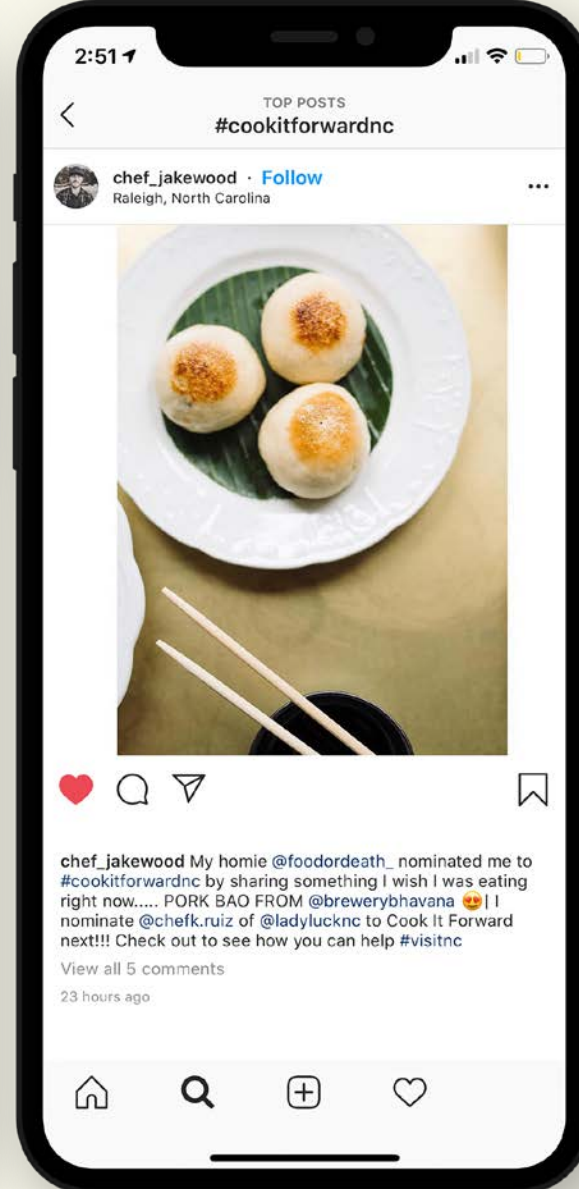 2:51
TOP POSTS
#cookitforwardnc
chef_jakewood · Follow
Raleigh, North Carolina
chef_jakewood My homie @foodordeath_ nominated me to
#cookitforwardnc by sharing something I wish I was eating
right now..... PORK BAO FROM @brewerybhavana 😍| I
nominate @chefk.ruiz of @ladylucknc to Cook It Forward
next!!! Check out to see how you can help #visitnc
View all 5 comments
23 hours ago